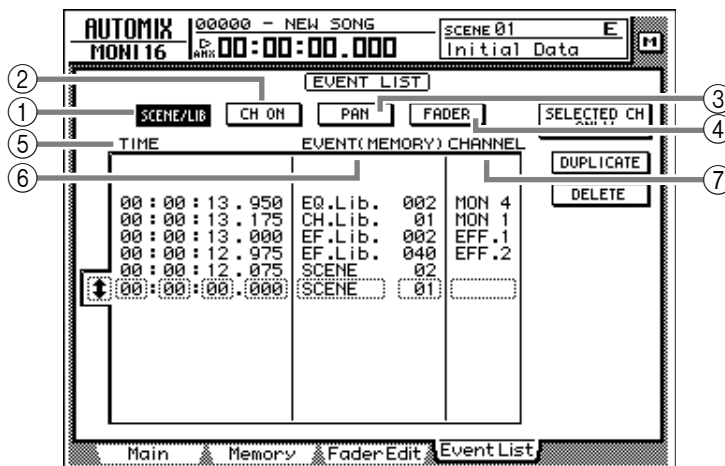 AUTOMIX 00000 - NEW SONG SCENE 01 E
MONI 16 AMX 00:00:00.000 Initial Data M
EVENT LIST
② ③
① SCENE/LIB CH ON PAN FADER SELECTED CH ONLY
④
⑤ TIME EVENT(MEMORY) CHANNEL
DUPLICATE
⑥ ⑦
DELETE
00:00:13.950 EQ.Lib. 002 MON 4
00:00:13.175 CH.Lib. 01 MON 1
00:00:13.000 EF.Lib. 002 EFF.1
00:00:12.975 EF.Lib. 040 EFF.2
00:00:12.075 SCENE 02
00:00:00.000 SCENE 01
Main Memory Fader Edit Event List